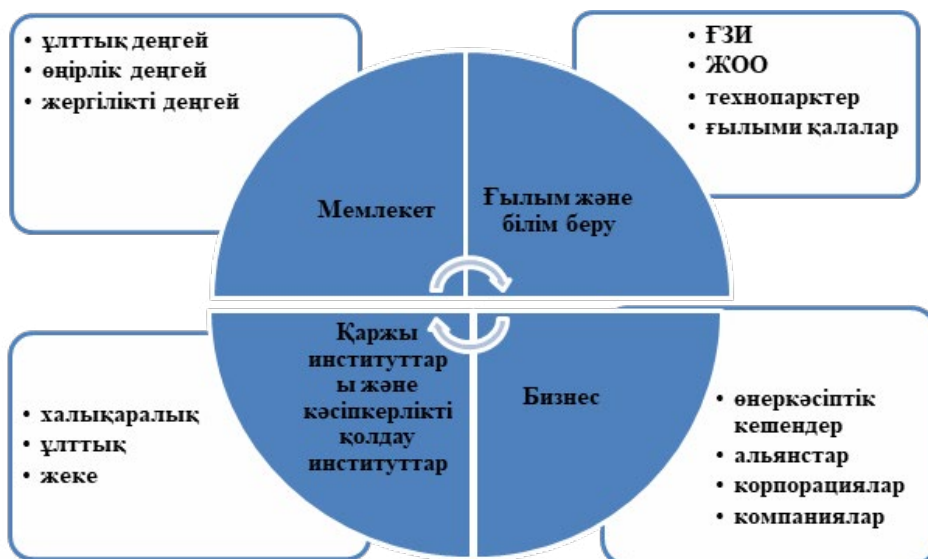 • ұлттық деңгей
• өңірлік деңгей
• жергілікті деңгей
• ҒЗИ
• ЖОО
• технопарктер
• ғылыми қалалар
Мемлекет
Ғылым және
білім беру
Қаржы
институттар
ы және
кәсіпкерлікті
қолдау
институттар
Бизнес
• халықаралық
• ұлттық
• жеке
• өнеркәсіптік
кешендер
• альянстар
• корпорациялар
• компаниялар